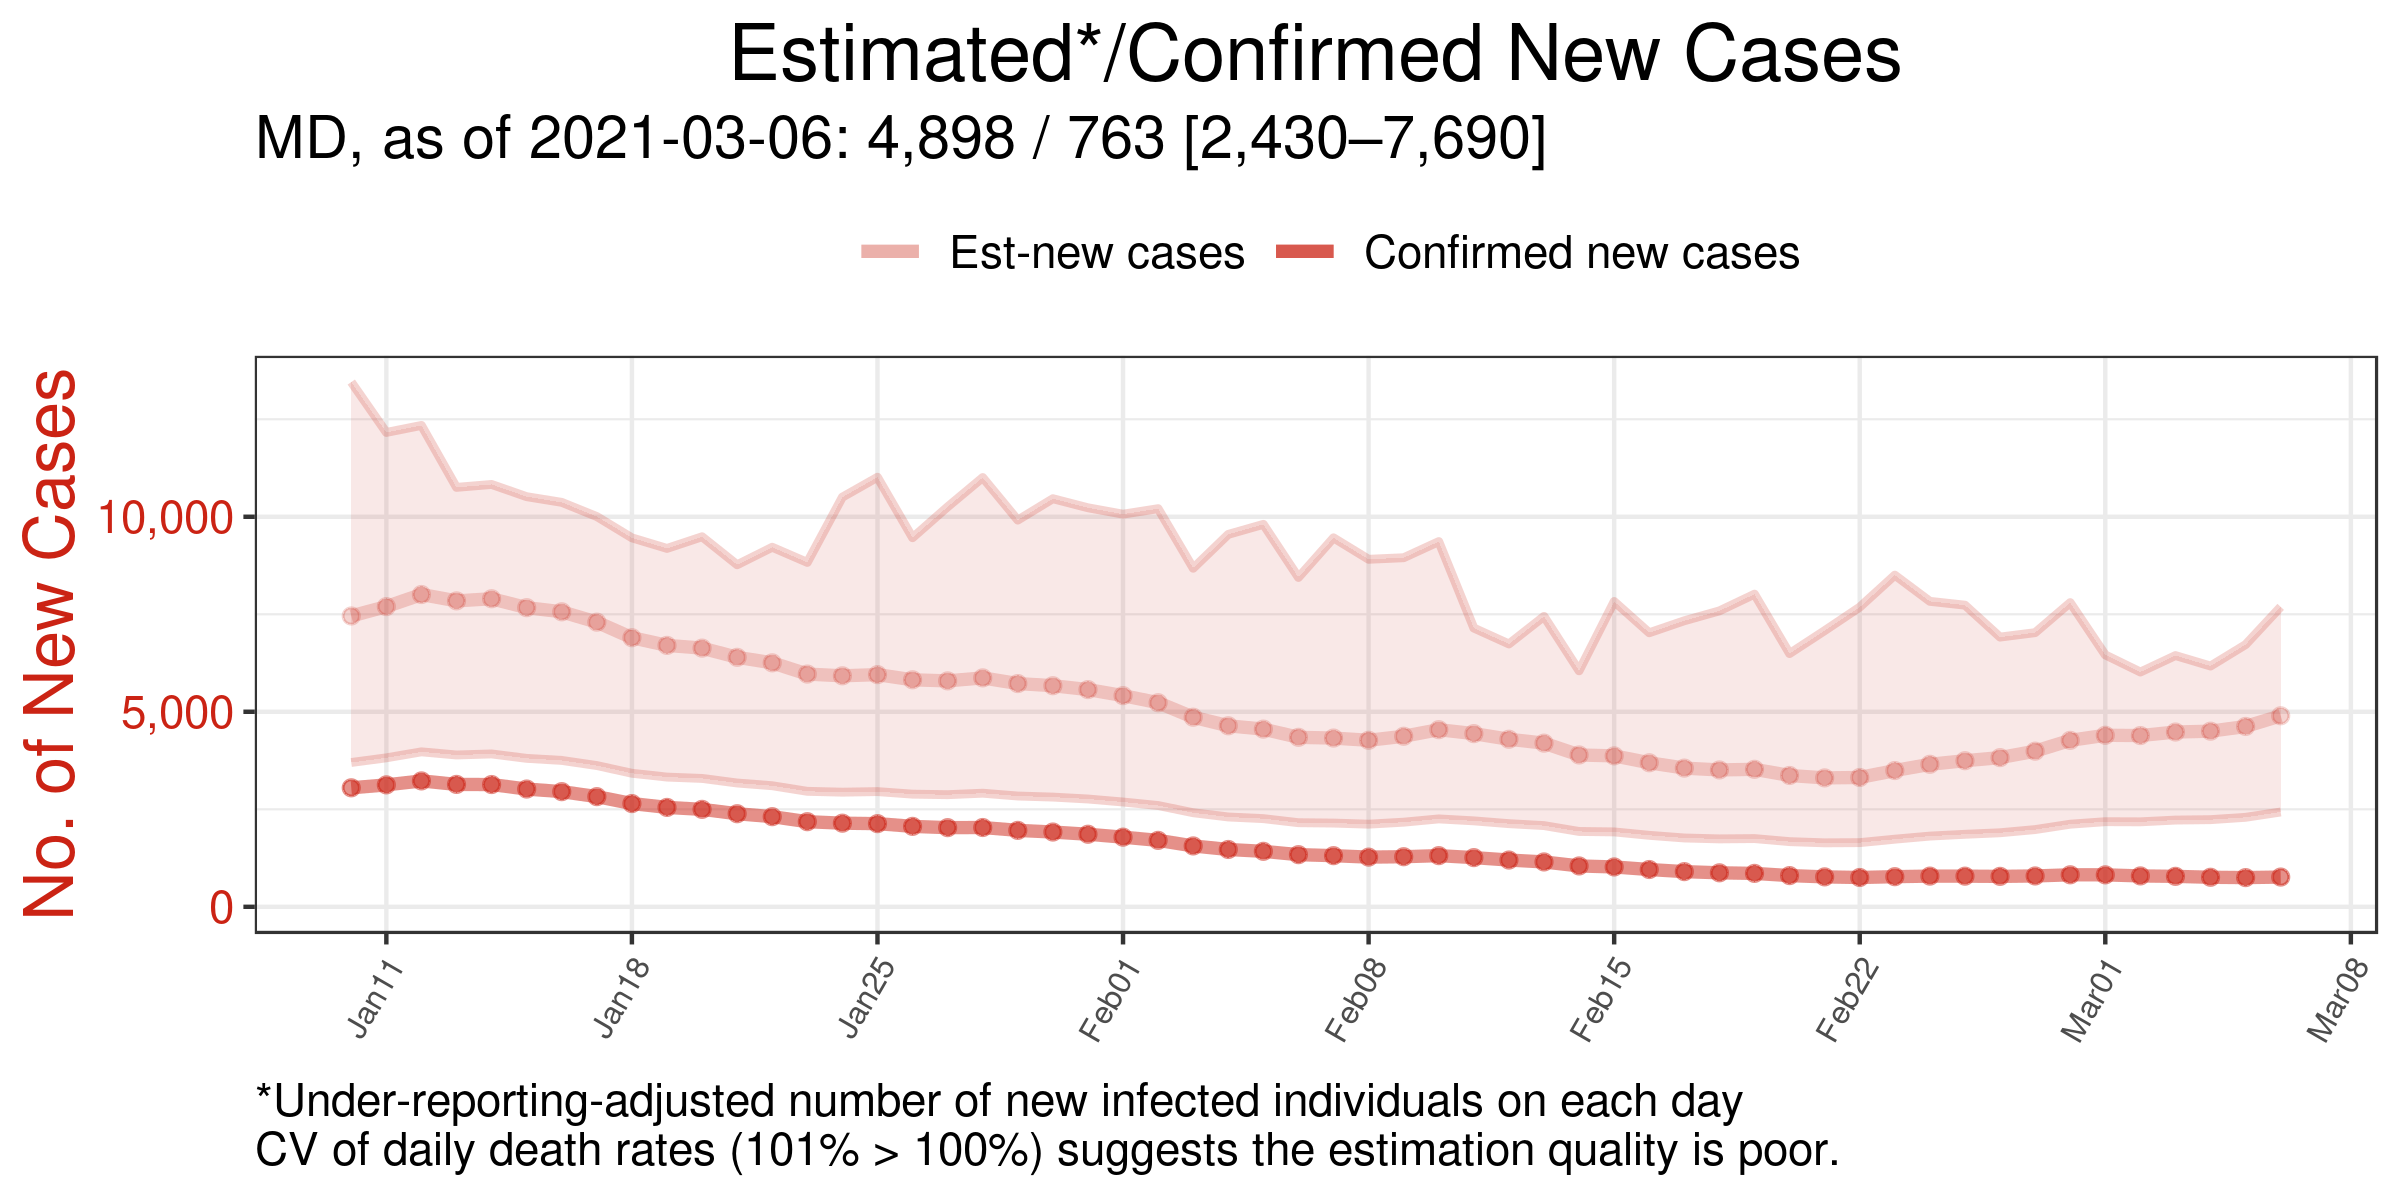 Estimated*/Confirmed New Cases
MD, as of 2021-03-06: 4,898 / 763 [2,430–7,690]
Est-new cases
Confirmed new cases
No. of New Cases
10,000
5,000
0
Jan11
Jan18
Jan25
Feb01
Feb08
Feb15
Feb22
Mar01
Mar08
*Under-reporting-adjusted number of new infected individuals on each day
CV of daily death rates (101% > 100%) suggests the estimation quality is poor.